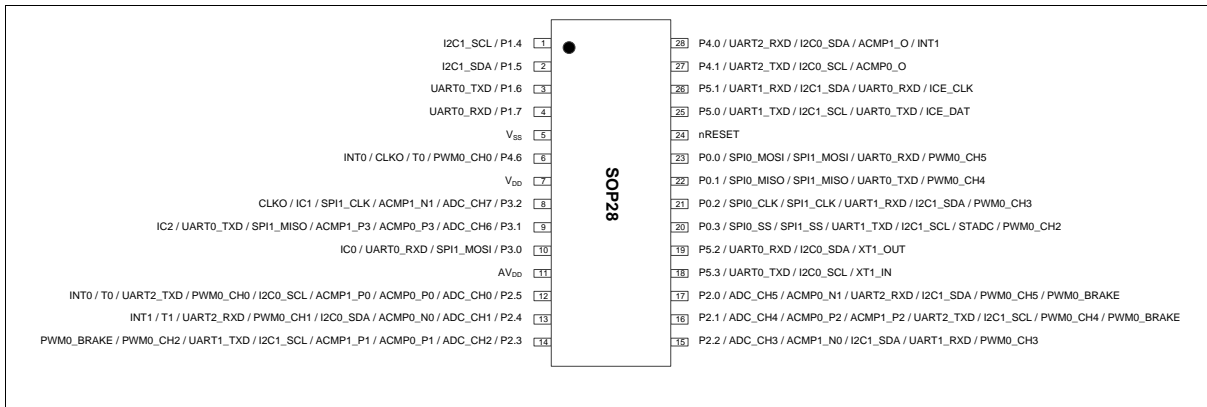 I2C1_SCL / P1.4 1
I2C1_SDA / P1.5 2
UART0_TXD / P1.6 3
UART0_RXD / P1.7 4
VSS 5
INT0 / CLKO / T0 / PWM0_CH0 / P4.6 6
VDD 7
CLKO / IC1 / SPI1_CLK / ACMP1_N1 / ADC_CH7 / P3.2 8
IC2 / UART0_TXD / SPI1_MISO / ACMP1_P3 / ACMP0_P3 / ADC_CH6 / P3.1 9
IC0 / UART0_RXD / SPI1_MOSI / P3.0 10
AVDD 11
INT0 / T0 / UART2_TXD / PWM0_CH0 / I2C0_SCL / ACMP1_P0 / ACMP0_P0 / ADC_CH0 / P2.5 12
INT1 / T1 / UART2_RXD / PWM0_CH1 / I2C0_SDA / ACMP0_N0 / ADC_CH1 / P2.4 13
PWM0_BRAKE / PWM0_CH2 / UART1_TXD / I2C1_SCL / ACMP1_P1 / ACMP0_P1 / ADC_CH2 / P2.3 14
SOP28
28 P4.0 / UART2_RXD / I2C0_SDA / ACMP1_O / INT1
27 P4.1 / UART2_TXD / I2C0_SCL / ACMP0_O
26 P5.1 / UART1_RXD / I2C1_SDA / UART0_RXD / ICE_CLK
25 P5.0 / UART1_TXD / I2C1_SCL / UART0_TXD / ICE_DAT
24 nRESET
23 P0.0 / SPI0_MOSI / SPI1_MOSI / UART0_RXD / PWM0_CH5
22 P0.1 / SPI0_MISO / SPI1_MISO / UART0_TXD / PWM0_CH4
21 P0.2 / SPI0_CLK / SPI1_CLK / UART1_RXD / I2C1_SDA / PWM0_CH3
20 P0.3 / SPI0_SS / SPI1_SS / UART1_TXD / I2C1_SCL / STADC / PWM0_CH2
19 P5.2 / UART0_RXD / I2C0_SDA / XT1_OUT
18 P5.3 / UART0_TXD / I2C0_SCL / XT1_IN
17 P2.0 / ADC_CH5 / ACMP0_N1 / UART2_RXD / I2C1_SDA / PWM0_CH5 / PWM0_BRAKE
16 P2.1 / ADC_CH4 / ACMP0_P2 / ACMP1_P2 / UART2_TXD / I2C1_SCL / PWM0_CH4 / PWM0_BRAKE
15 P2.2 / ADC_CH3 / ACMP1_N0 / I2C1_SDA / UART1_RXD / PWM0_CH3